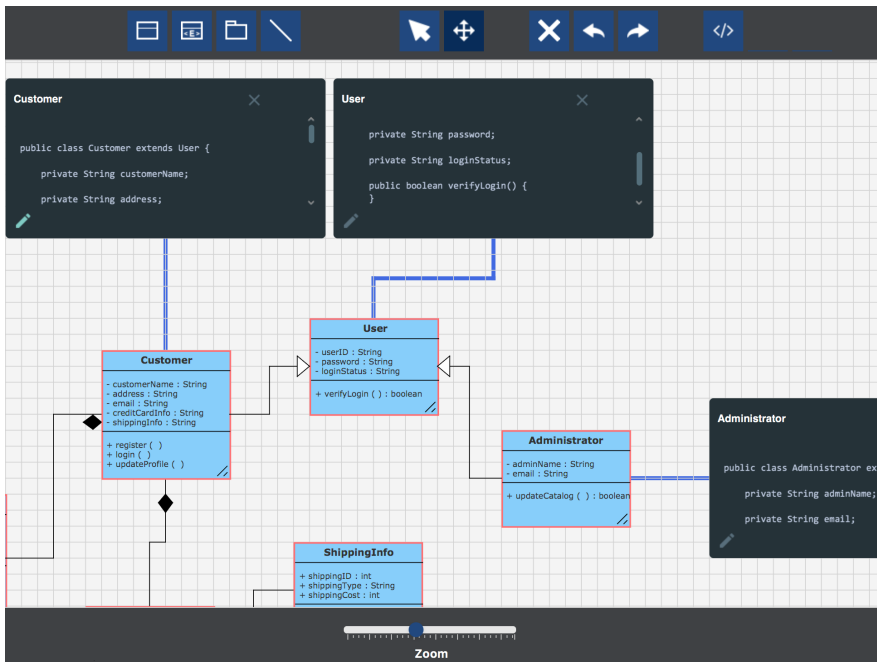 <E>
</>
Customer
public class Customer extends User {
private String customerName;
private String address;
User
private String password;
private String loginStatus;
public boolean verifyLogin() {
}
User
- userID : String
- password : String
- loginStatus : String
+ verifyLogin ( ) : boolean
Customer
- customerName : String
- address : String
- email : String
- creditCardInfo : String
- shippingInfo : String
+ register ( )
+ login ( )
+ updateProfile ( )
Administrator
- adminName : String
- email : String
+ updateCatalog ( ) : boolean
Administrator
public class Administrator ex
private String adminName;
private String email;
ShippingInfo
+ shippingID : int
+ shippingType : String
+ shippingCost : int
Zoom